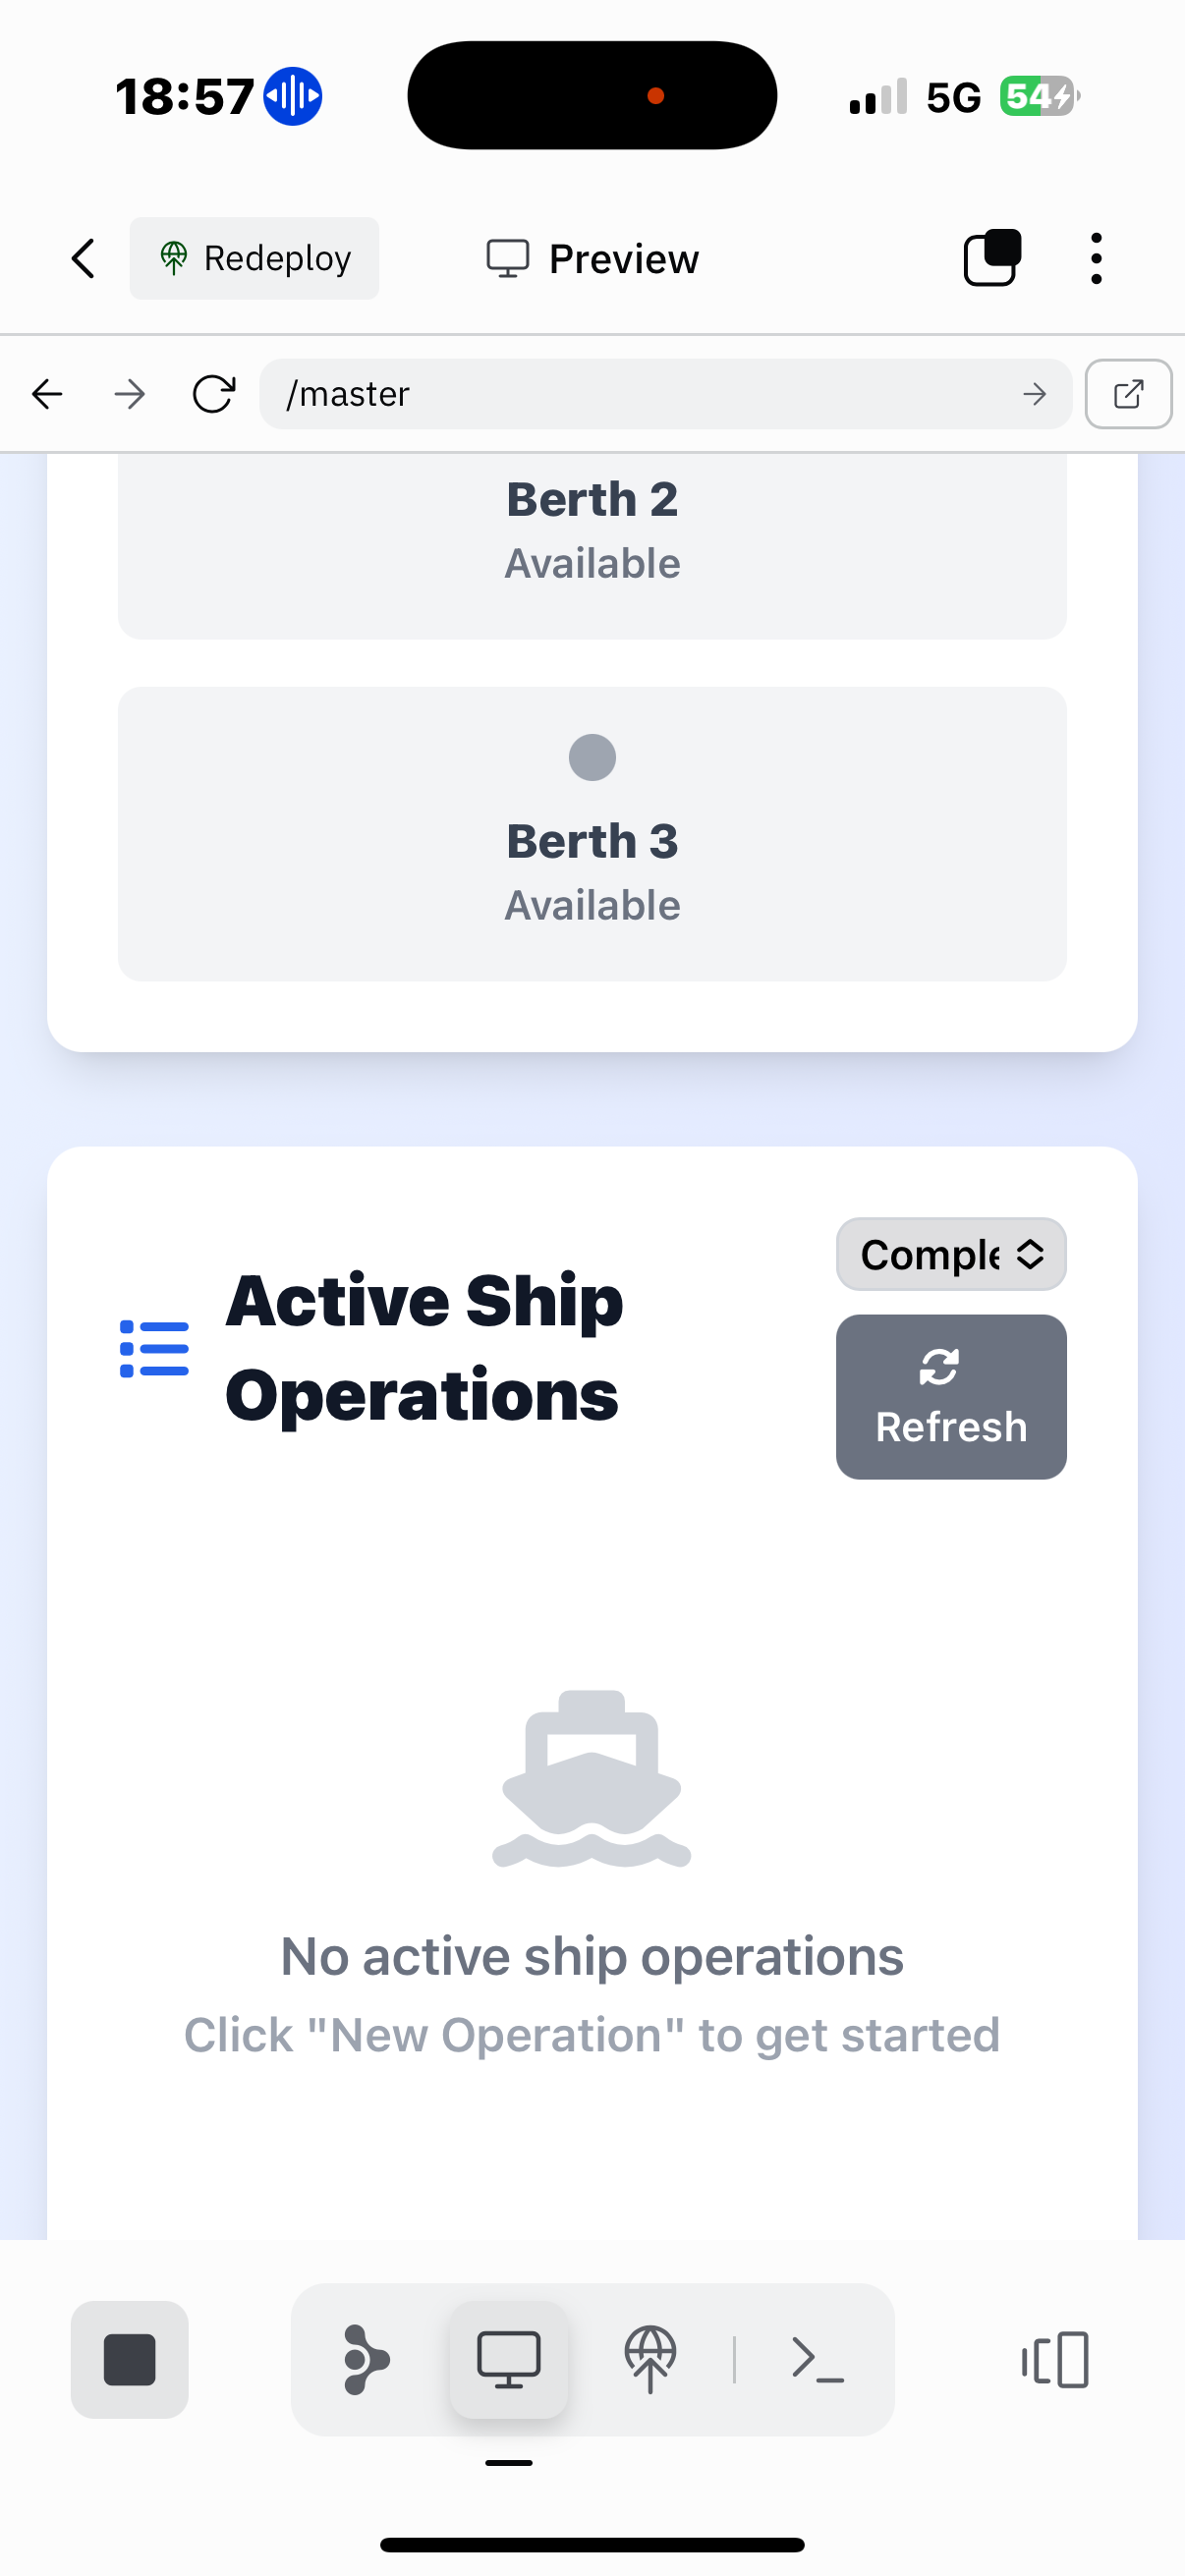 18:57
5G
54
Redeploy
Preview
/master
Berth 2
Available
Berth 3
Available
Active Ship
Operations
Comple
Refresh
No active ship operations
Click "New Operation" to get started